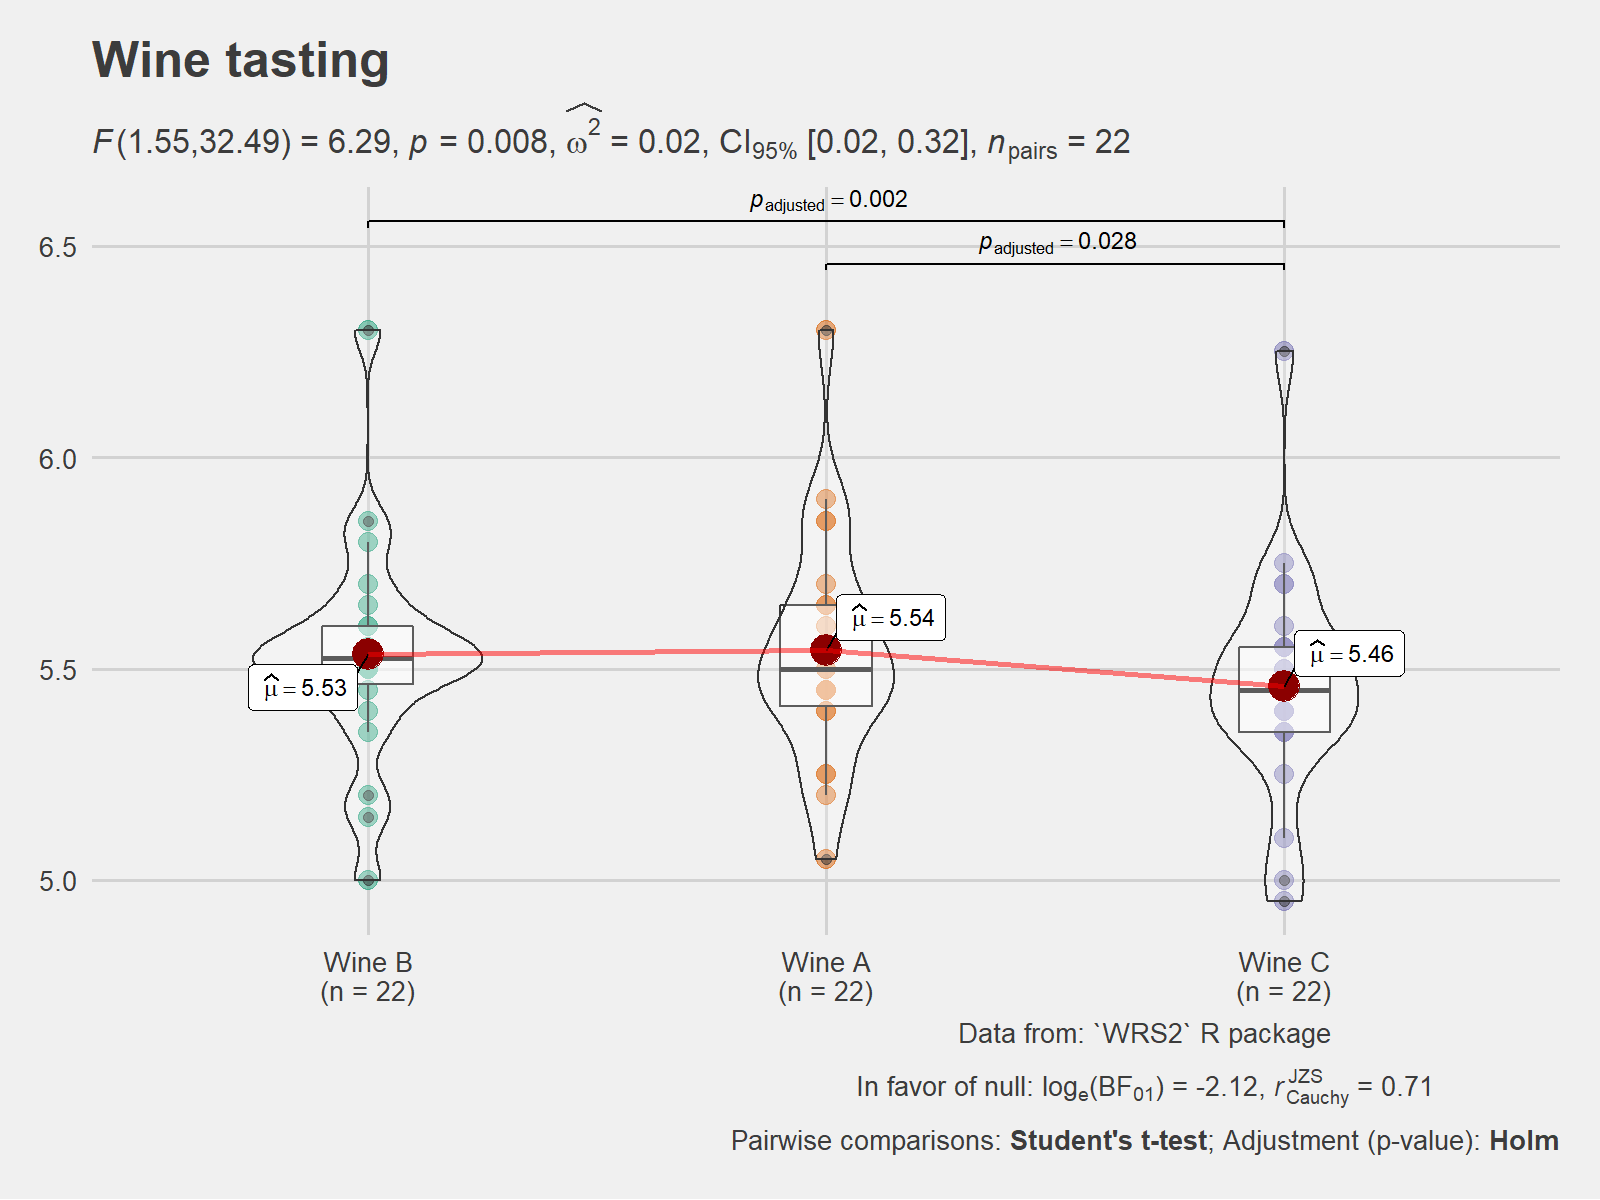 Wine tasting
F(1.55,32.49) = 6.29, p = 0.008, ω̂² = 0.02, CI95% [0.02, 0.32], npairs = 22
padjusted = 0.002
padjusted = 0.028
6.5
6.0
5.5
5.0
μ̂ = 5.53
μ̂ = 5.54
μ̂ = 5.46
Wine B
(n = 22)
Wine A
(n = 22)
Wine C
(n = 22)
Data from: `WRS2` R package
In favor of null: loge(BF01) = -2.12, rJZSCauchy = 0.71
Pairwise comparisons: Student's t-test; Adjustment (p-value): Holm